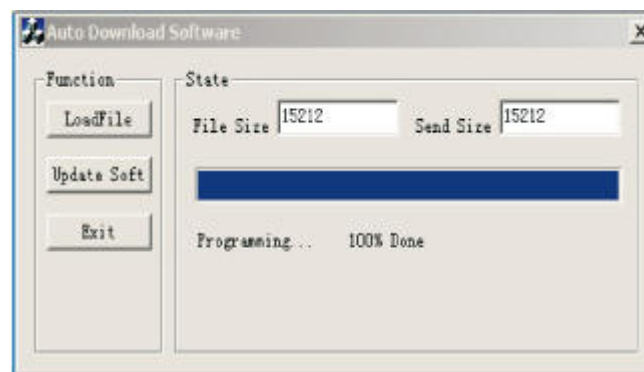 Auto Download Software
Function
LoadFile
Update Soft
Exit
State
File Size 15212 Send Size 15212
Programming... 100% Done